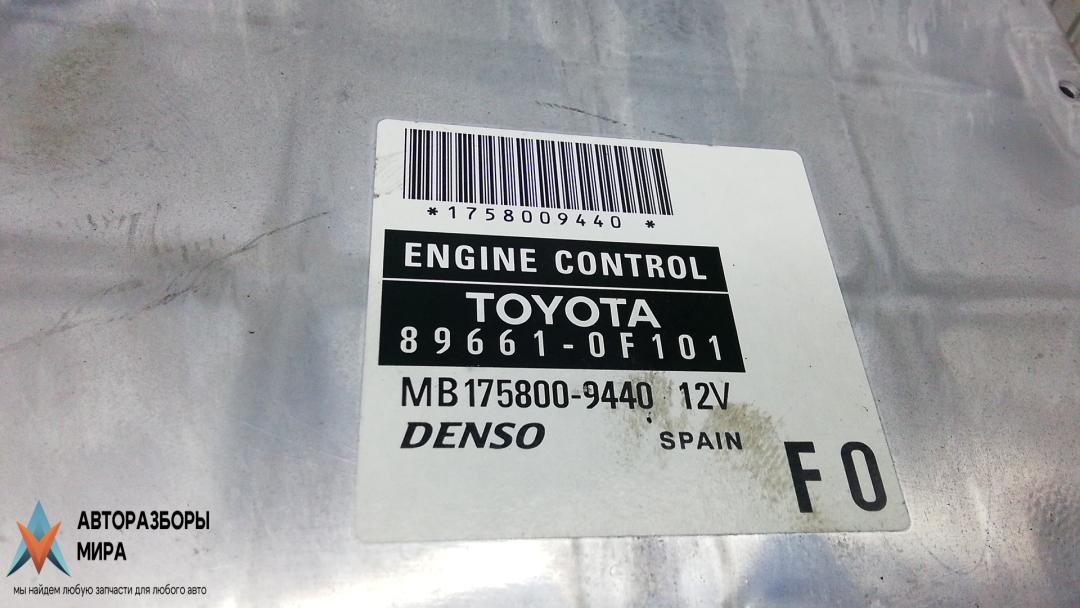 *1758009440 *
ENGINE CONTROL
TOYOTA
89661-0F101
MB175800-9440 12V
DENSO SPAIN
F0
АВТОРАЗБОРЫ
МИРА
мы найдем любую запчасти для любого авто